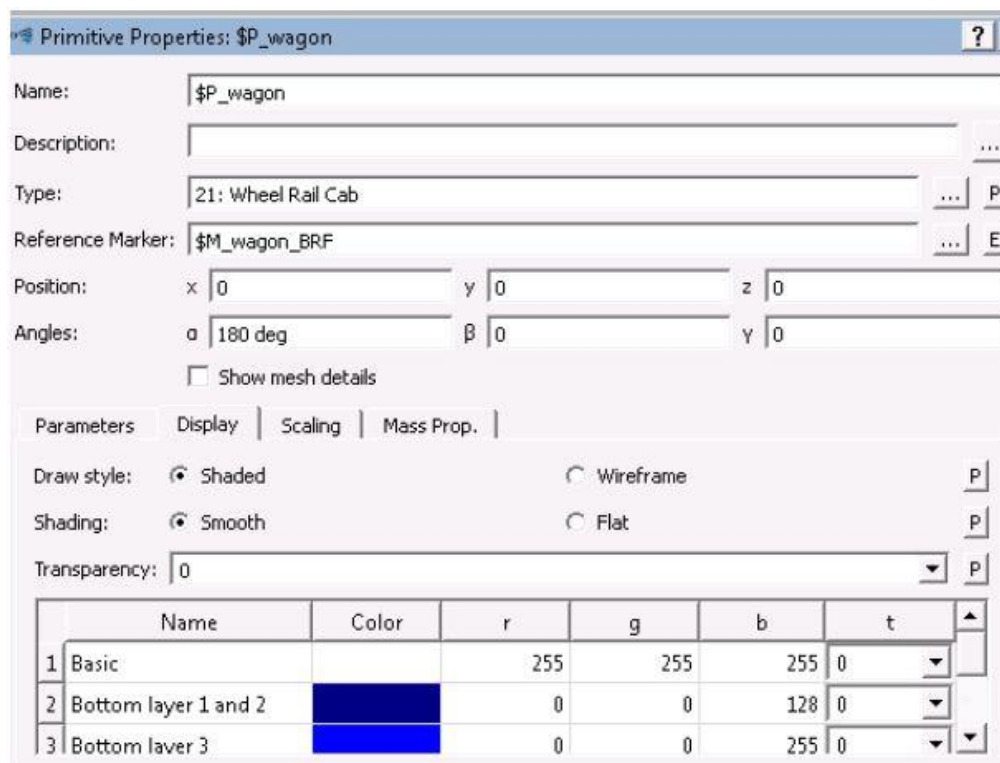 Primitive Properties: $P_wagon ?
Name: $P_wagon
Description: ...
Type: 21: Wheel Rail Cab ... P
Reference Marker: $M_wagon_BRF ... E
Position: x 0 y 0 z 0
Angles: α 180 deg β 0 γ 0
Show mesh details
Parameters Display Scaling Mass Prop.
Draw style: Shaded Wireframe P
Shading: Smooth Flat P
Transparency: 0 P
Name Color r g b t
1 Basic 255 255 255 0
2 Bottom layer 1 and 2 0 0 128 0
3 Bottom layer 3 0 0 255 0